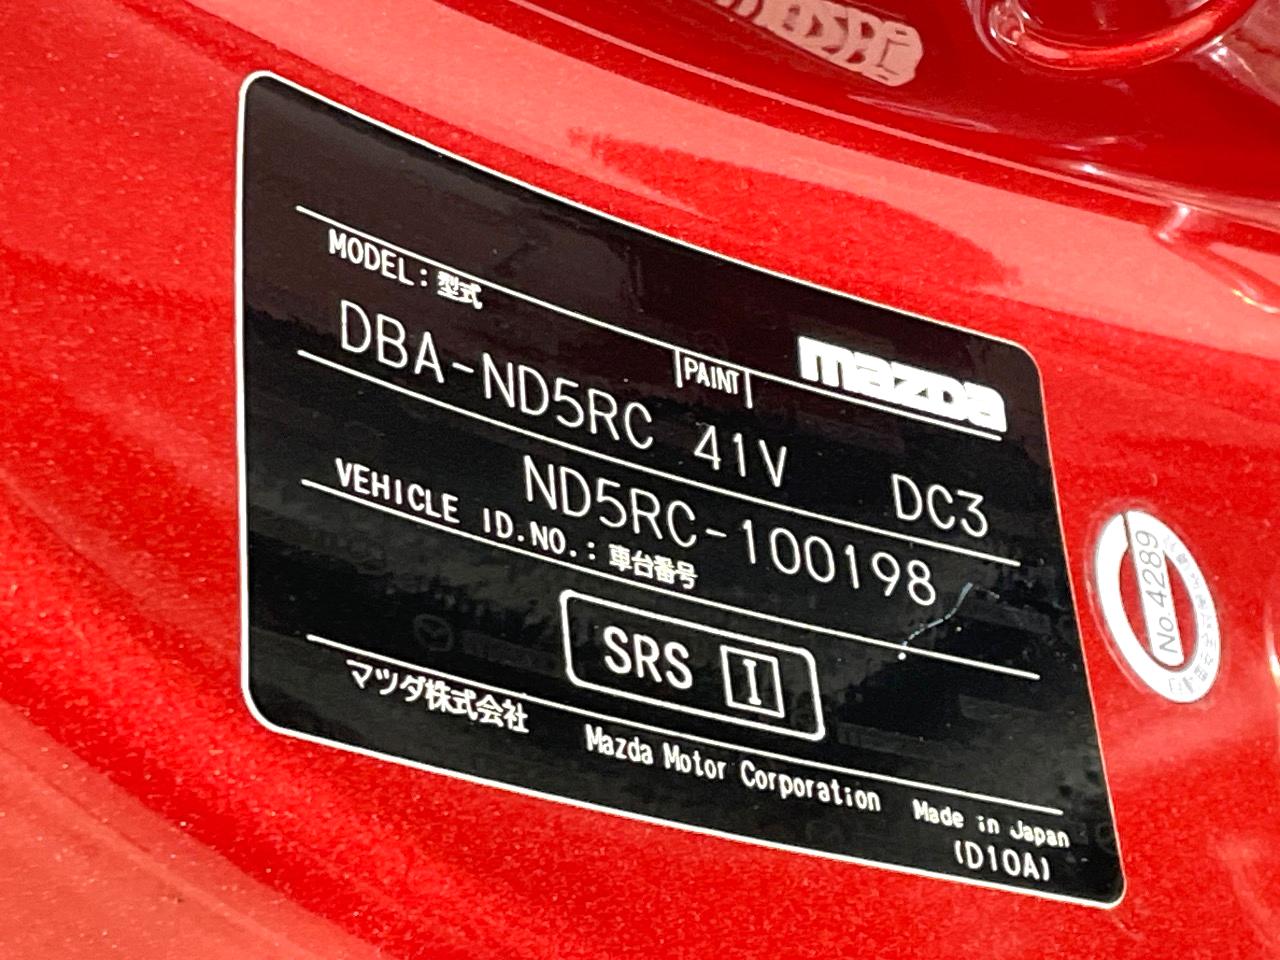 MODEL：型式
PAINT
mazda
DBA-ND5RC 41V DC3
ND5RC-100198
VEHICLE ID.NO.：車台番号
SRS I
マツダ株式会社 Mazda Motor Corporation Made in Japan
(D10A)
No.4289